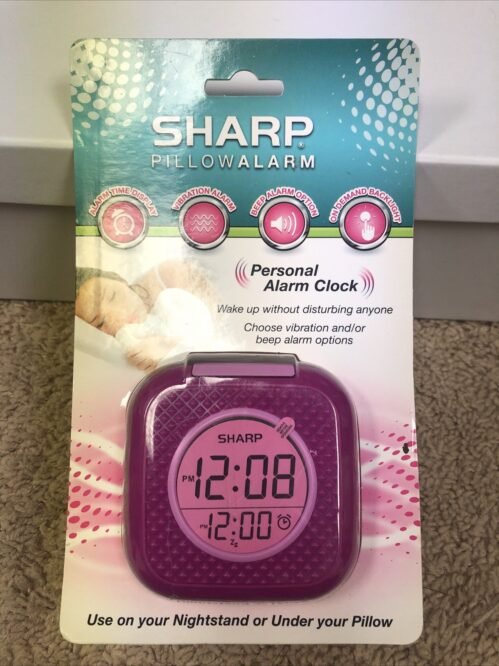 SHARP
PILLOWALARM
ALARM TIME DISPLAY
VIBRATION ALARM
BEEP ALARM OPTION
ON DEMAND BACKLIGHT
Personal
Alarm Clock
Wake up without disturbing anyone
Choose vibration and/or
beep alarm options
SHARP
PM 12:08
PM 12:00
Zz
Use on your Nightstand or Under your Pillow